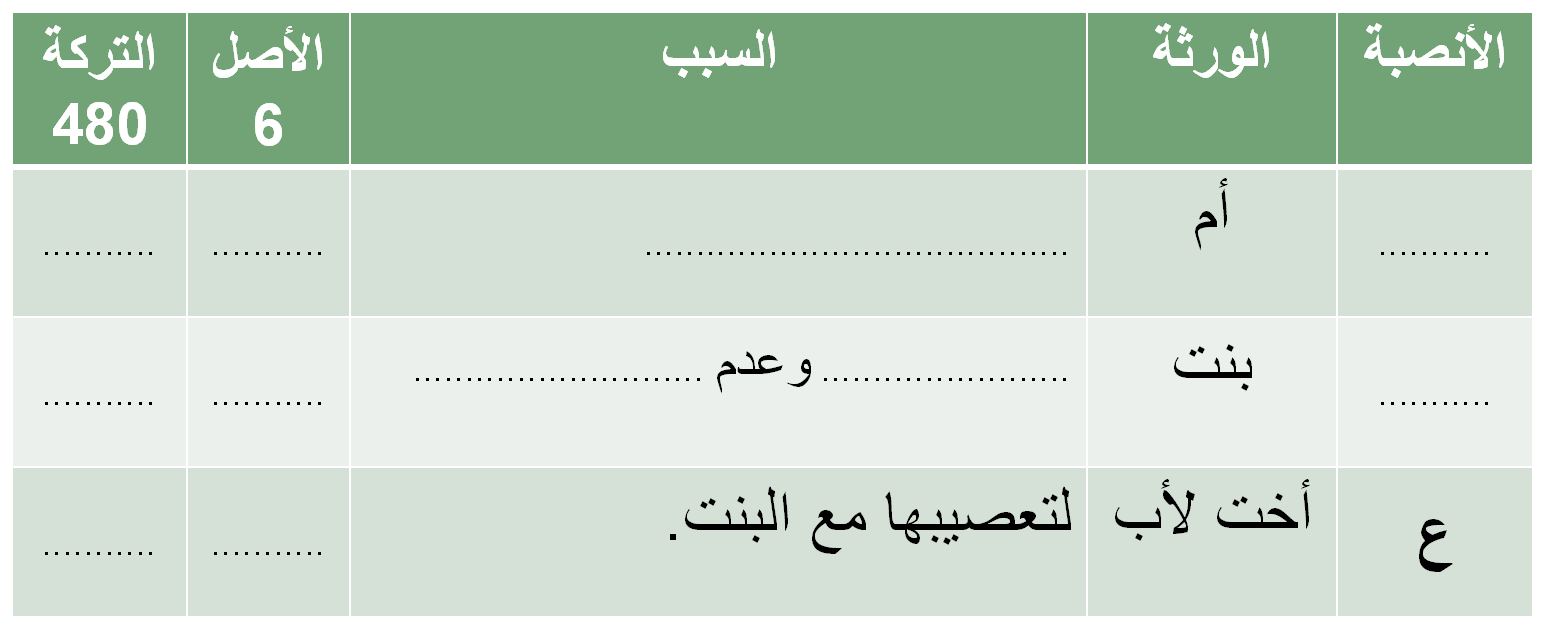 الأنصبة الورثة السبب الأصل التركة
6 480
........... أم ..................................... ........... ...........
........... بنت ...................... وعدم .......................... ........... ...........
ع أخت لأب لتعصيبها مع البنت. ........... ...........